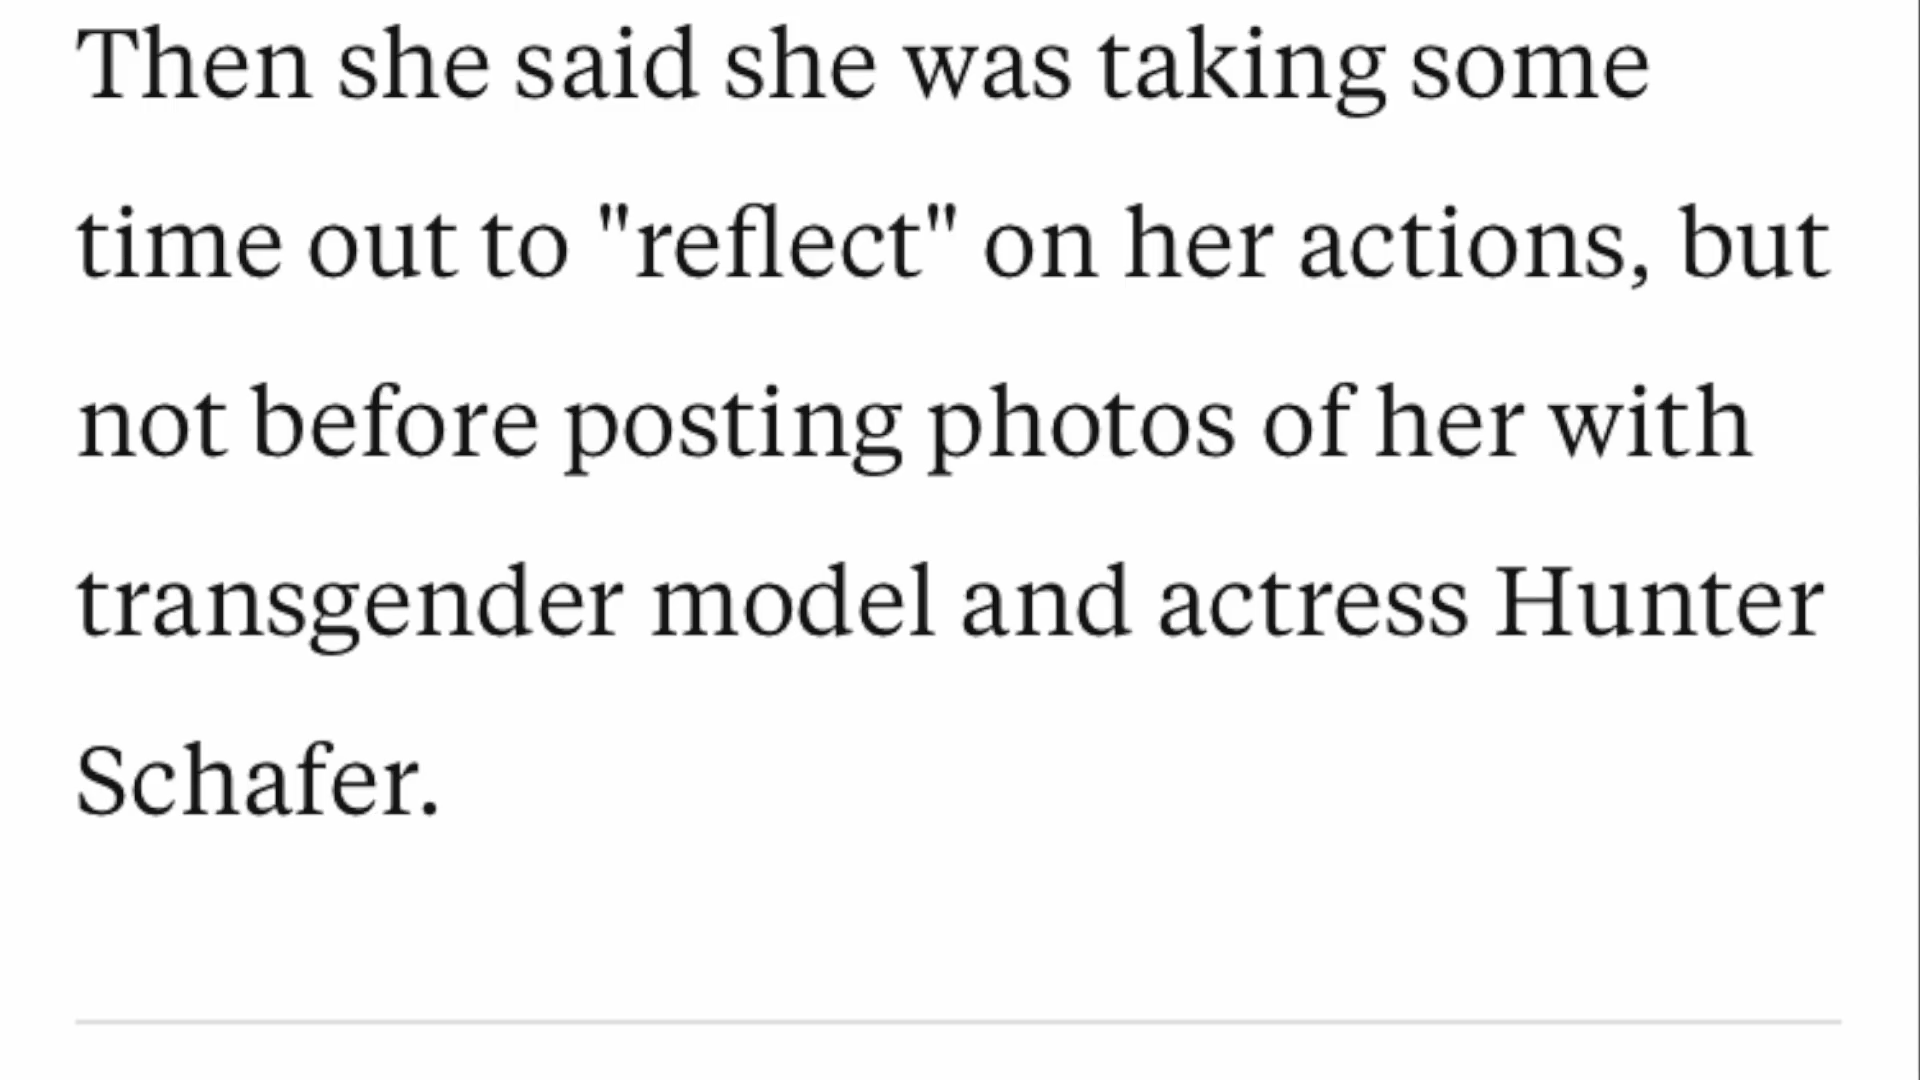 Then she said she was taking some
time out to "reflect" on her actions, but
not before posting photos of her with
transgender model and actress Hunter
Schafer.